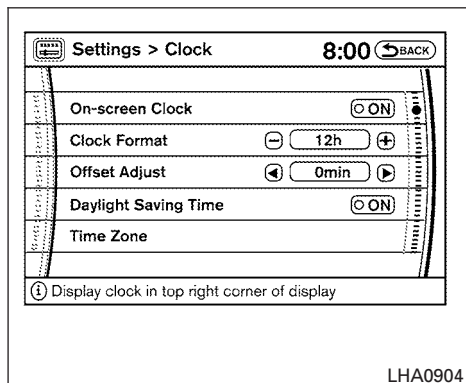 Settings > Clock 8:00 BACK
On-screen Clock ON
Clock Format 12h
Offset Adjust 0min
Daylight Saving Time ON
Time Zone
i Display clock in top right corner of display
LHA0904